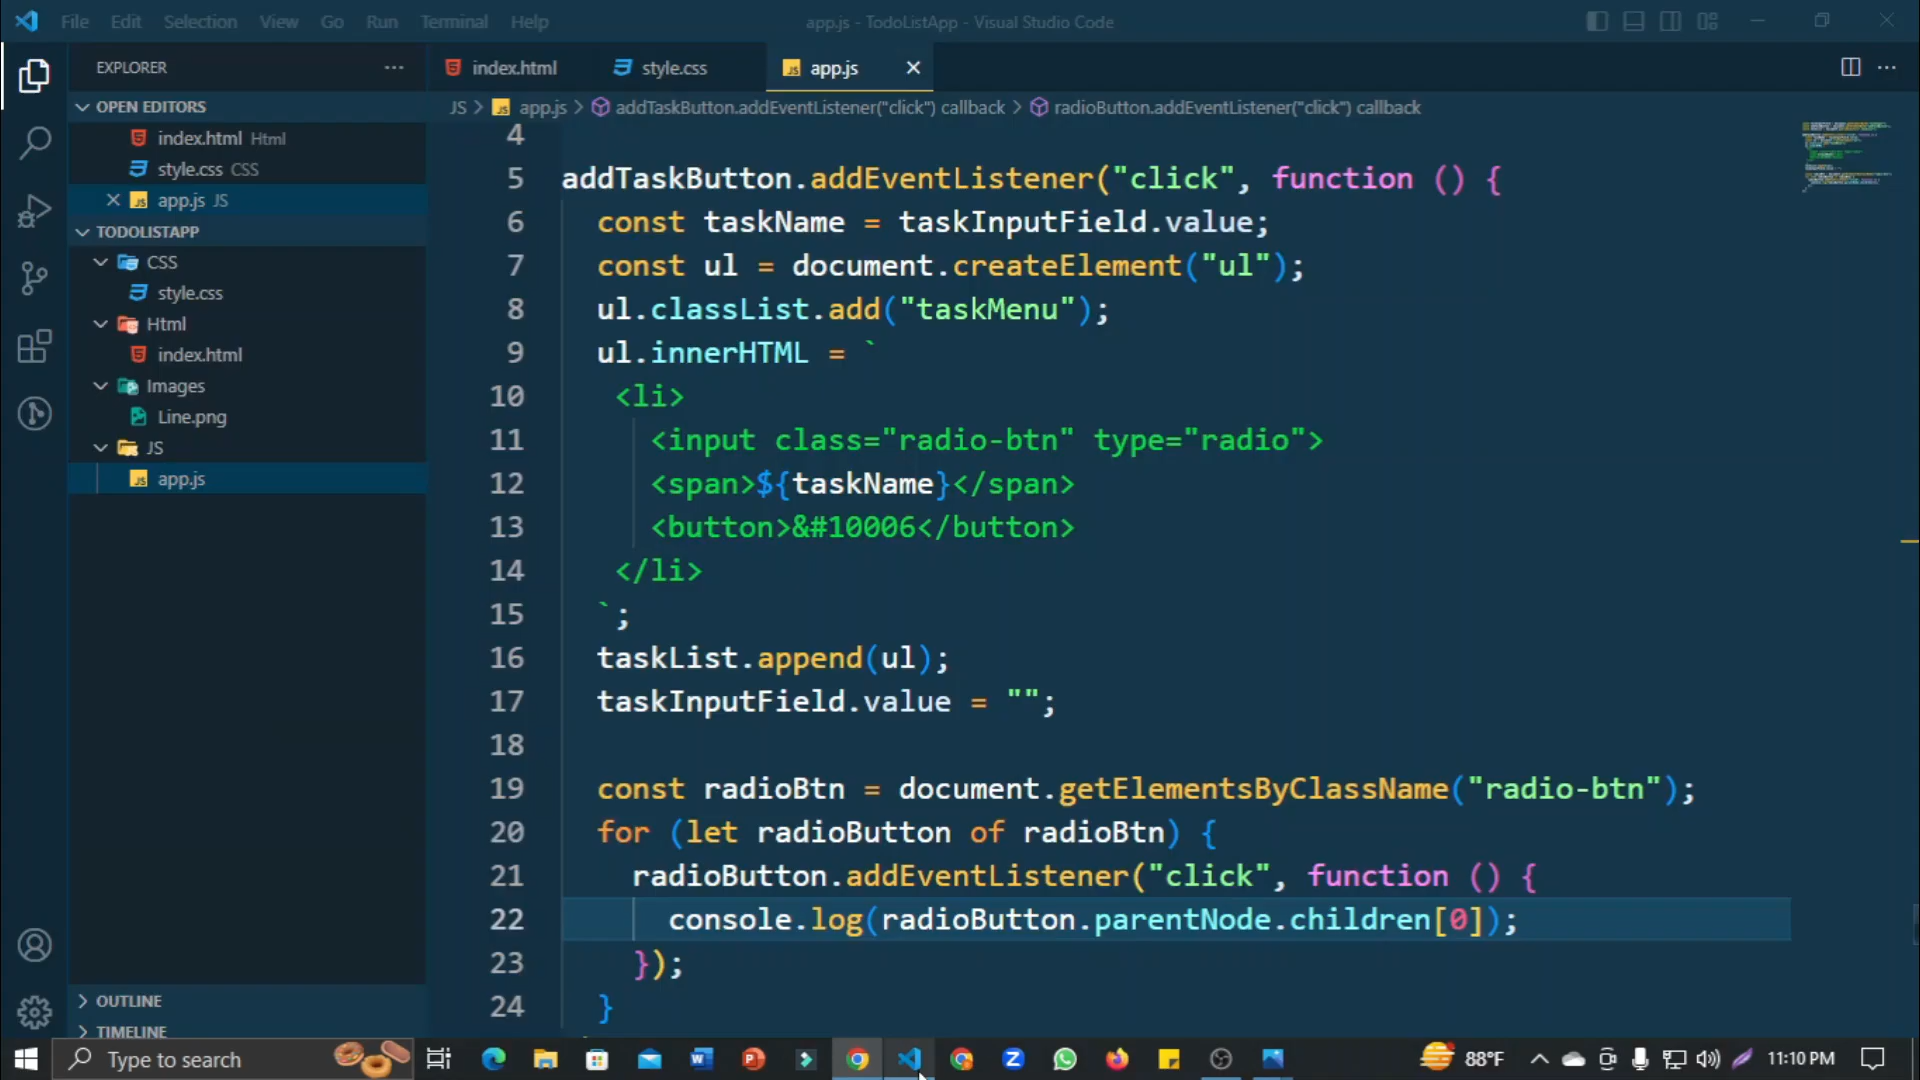 File Edit Selection View Go Run Terminal Help
app.js - TodoListApp - Visual Studio Code
EXPLORER
index.html
style.css
app.js
OPEN EDITORS
index.html Html
style.css CSS
app.js JS
TODOLISTAPP
CSS
style.css
Html
index.html
Images
Line.png
JS
app.js
OUTLINE
TIMELINE
JS > app.js > addTaskButton.addEventListener("click") callback > radioButton.addEventListener("click") callback
4
5 addTaskButton.addEventListener("click", function () {
6 const taskName = taskInputField.value;
7 const ul = document.createElement("ul");
8 ul.classList.add("taskMenu");
9 ul.innerHTML = `
10 <li>
11 <input class="radio-btn" type="radio">
12 <span>${taskName}</span>
13 <button>&#10006</button>
14 </li>
15 `;
16 taskList.append(ul);
17 taskInputField.value = "";
18
19 const radioBtn = document.getElementsByClassName("radio-btn");
20 for (let radioButton of radioBtn) {
21 radioButton.addEventListener("click", function () {
22 console.log(radioButton.parentNode.children[0]);
23 });
24 }
Type to search
88°F
11:10 PM